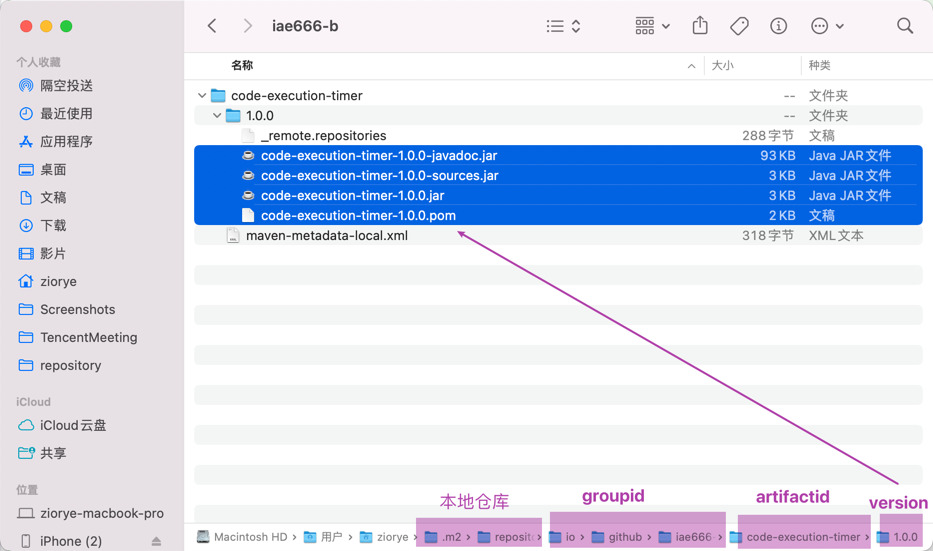 iae666-b
个人收藏
隔空投送
最近使用
应用程序
桌面
文稿
下载
影片
ziorye
Screenshots
TencentMeeting
repository
iCloud
iCloud云盘
共享
位置
ziorye-macbook-pro
iPhone (2)
名称 大小 种类
code-execution-timer -- 文件夹
1.0.0 -- 文件夹
_remote.repositories 288 字节 文稿
code-execution-timer-1.0.0-javadoc.jar 93 KB Java JAR文件
code-execution-timer-1.0.0-sources.jar 3 KB Java JAR文件
code-execution-timer-1.0.0.jar 3 KB Java JAR文件
code-execution-timer-1.0.0.pom 2 KB 文稿
maven-metadata-local.xml 318 字节 XML文本
本地仓库 groupid artifactid version
Macintosh HD › 用户 › ziorye › .m2 › reposit › io › github › iae666 › code-execution-timer › 1.0.0